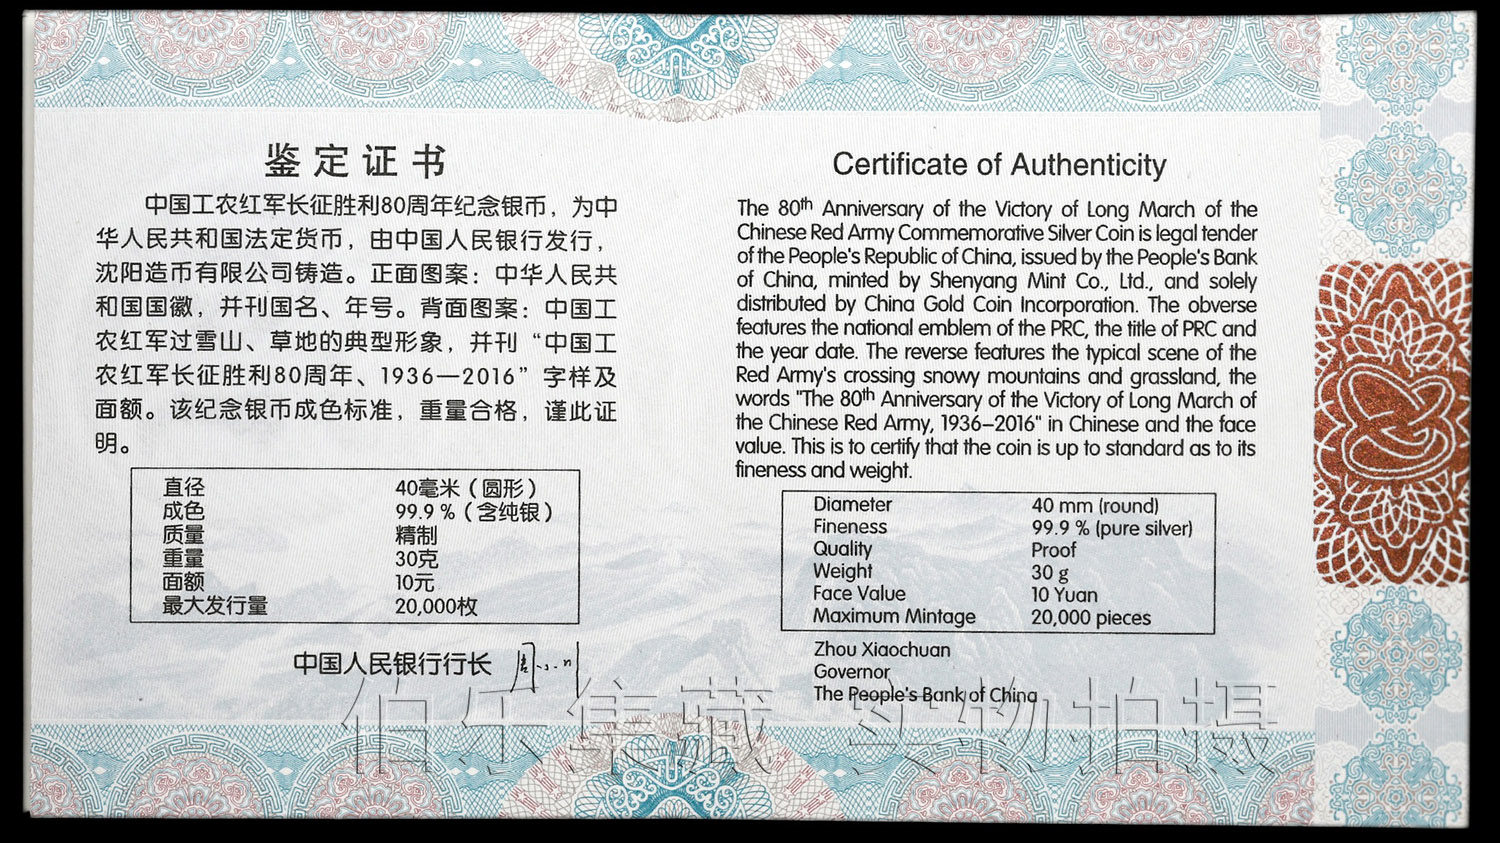 鉴定证书
中国工农红军长征胜利80周年纪念银币，为中
华人民共和国法定货币，由中国人民银行发行，
沈阳造币有限公司铸造。正面图案：中华人民共
和国国徽，并刊国名、年号。背面图案：中国工
农红军过雪山、草地的典型形象，并刊“中国工
农红军长征胜利80周年、1936—2016”字样及
面额。该纪念银币成色标准，重量合格，谨此证
明。
直径 40毫米（圆形）
成色 99.9％（含纯银）
质量 精制
重量 30克
面额 10元
最大发行量 20,000枚
中国人民银行行长
Certificate of Authenticity
The 80th Anniversary of the Victory of Long March of the
Chinese Red Army Commemorative Silver Coin is legal tender
of the People's Republic of China, issued by the People's Bank
of China, minted by Shenyang Mint Co., Ltd., and solely
distributed by China Gold Coin Incorporation. The obverse
features the national emblem of the PRC, the title of PRC and
the year date. The reverse features the typical scene of the
Red Army's crossing snowy mountains and grassland, the
words "The 80th Anniversary of the Victory of Long March of
the Chinese Red Army, 1936–2016" in Chinese and the face
value. This is to certify that the coin is up to standard as to its
fineness and weight.
Diameter 40 mm (round)
Fineness 99.9 % (pure silver)
Quality Proof
Weight 30 g
Face Value 10 Yuan
Maximum Mintage 20,000 pieces
Zhou Xiaochuan
Governor
The People's Bank of China
伯乐集藏 实物拍摄